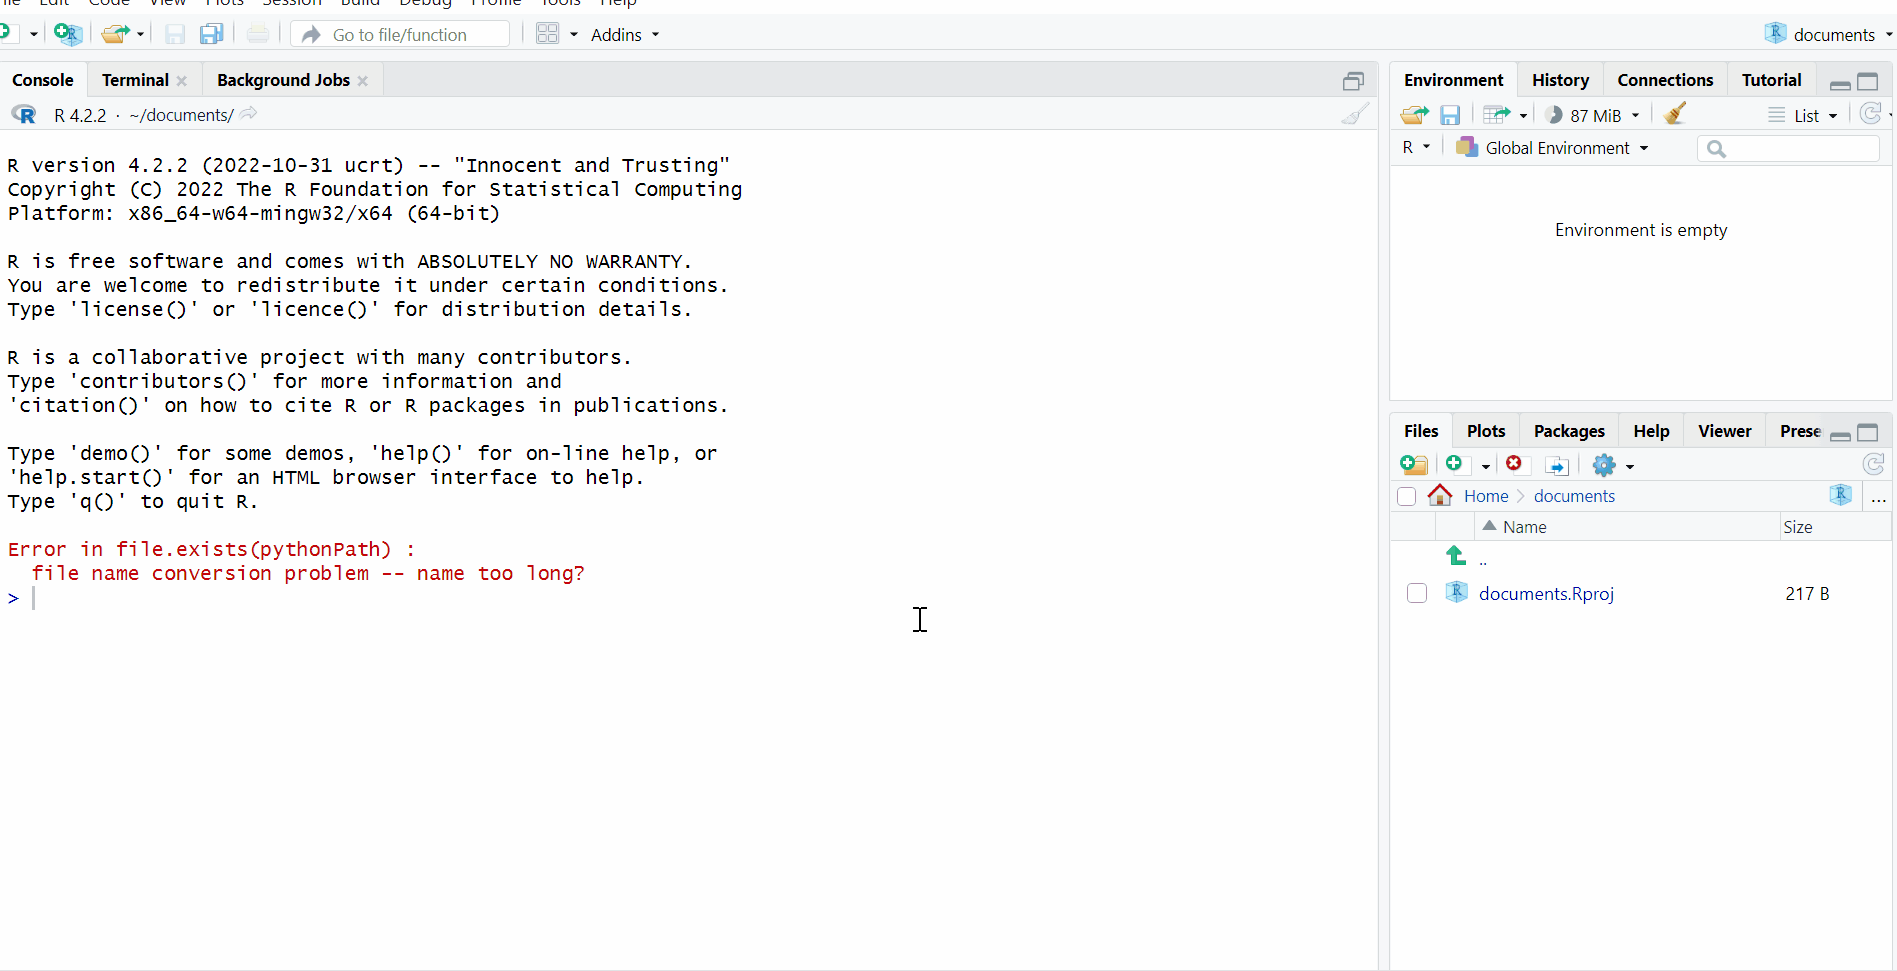 Edit Code View Plots Session Build Debug Profile Tools Help
Go to file/function
Addins
documents
Console Terminal Background Jobs
R 4.2.2 · ~/documents/
R version 4.2.2 (2022-10-31 ucrt) -- "Innocent and Trusting"
Copyright (C) 2022 The R Foundation for Statistical Computing
Platform: x86_64-w64-mingw32/x64 (64-bit)
R is free software and comes with ABSOLUTELY NO WARRANTY.
You are welcome to redistribute it under certain conditions.
Type 'license()' or 'licence()' for distribution details.
R is a collaborative project with many contributors.
Type 'contributors()' for more information and
'citation()' on how to cite R or R packages in publications.
Type 'demo()' for some demos, 'help()' for on-line help, or
'help.start()' for an HTML browser interface to help.
Type 'q()' to quit R.
Error in file.exists(pythonPath) :
file name conversion problem -- name too long?
>
Environment History Connections Tutorial
87 MiB
List
R
Global Environment
Environment is empty
Files Plots Packages Help Viewer Prese
Home documents
...
Name Size
..
documents.Rproj 217 B